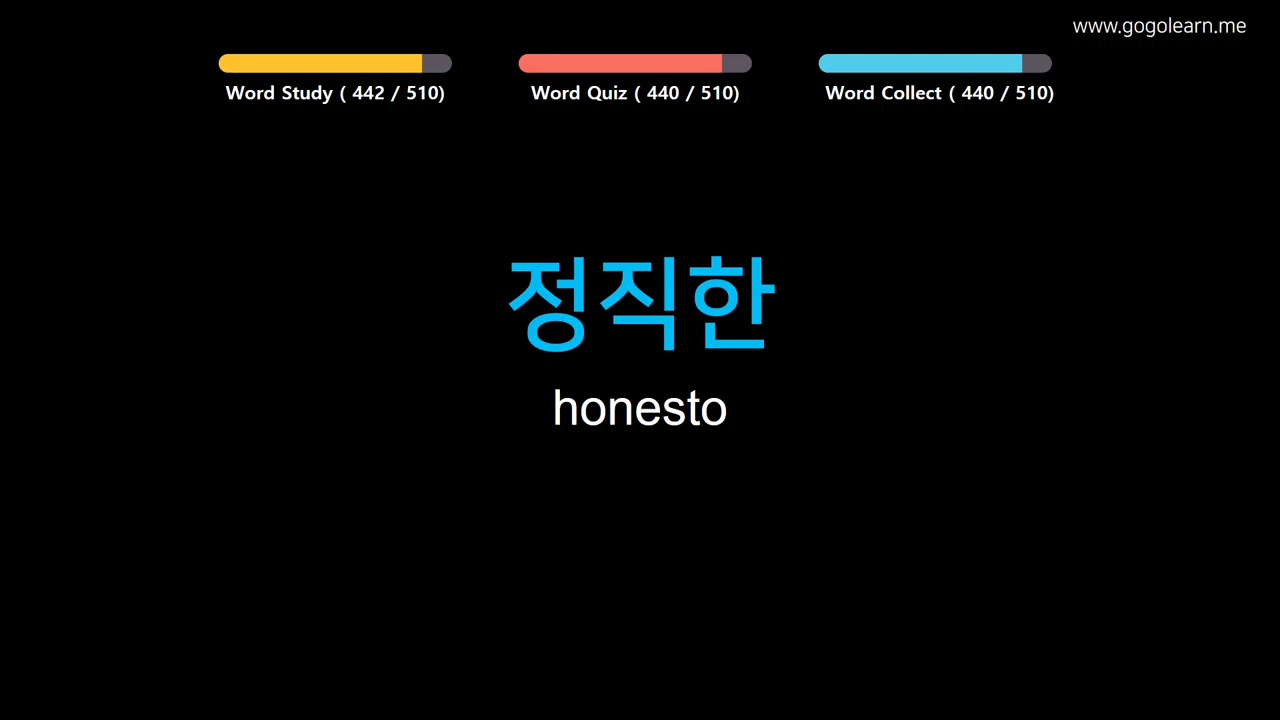 www.gogolearn.me
Word Study ( 442 / 510)
Word Quiz ( 440 / 510)
Word Collect ( 440 / 510)
정직한
honesto